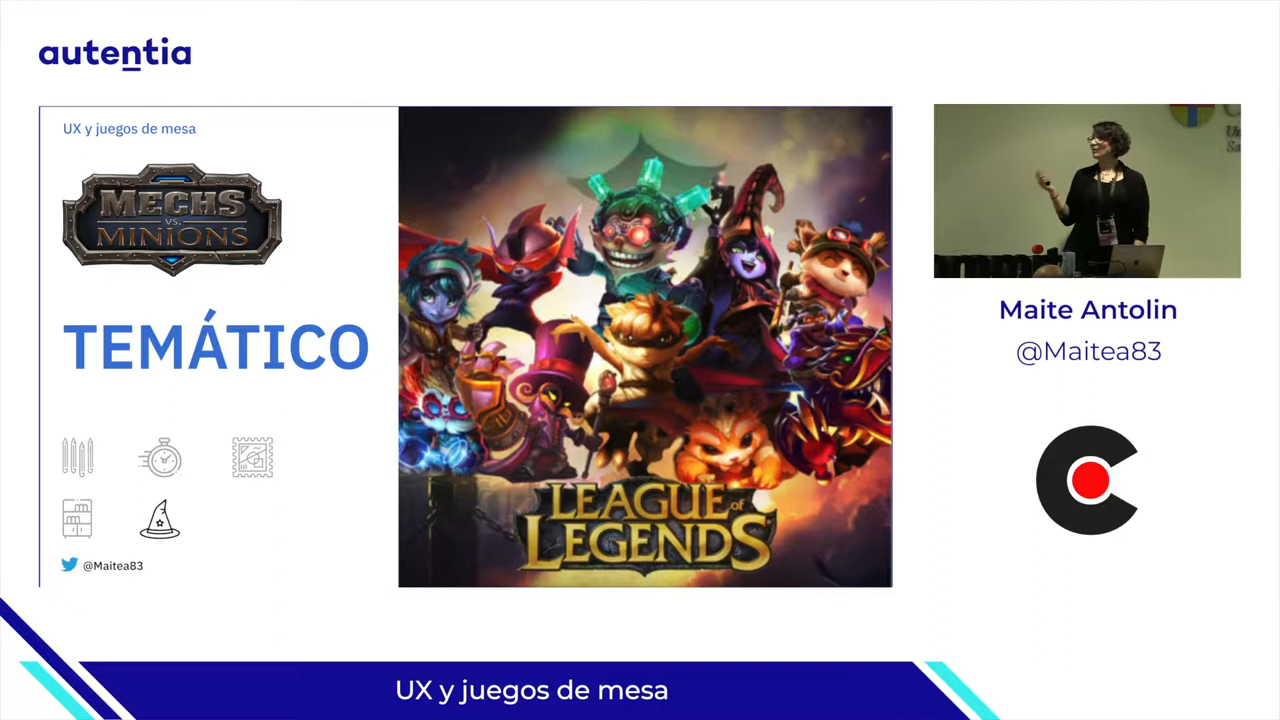 autentia
UX y juegos de mesa
MECHS
VS.
MINIONS
TEMÁTICO
@Maitea83
LEAGUE of
LEGENDS
Maite Antolin
@Maitea83
UX y juegos de mesa